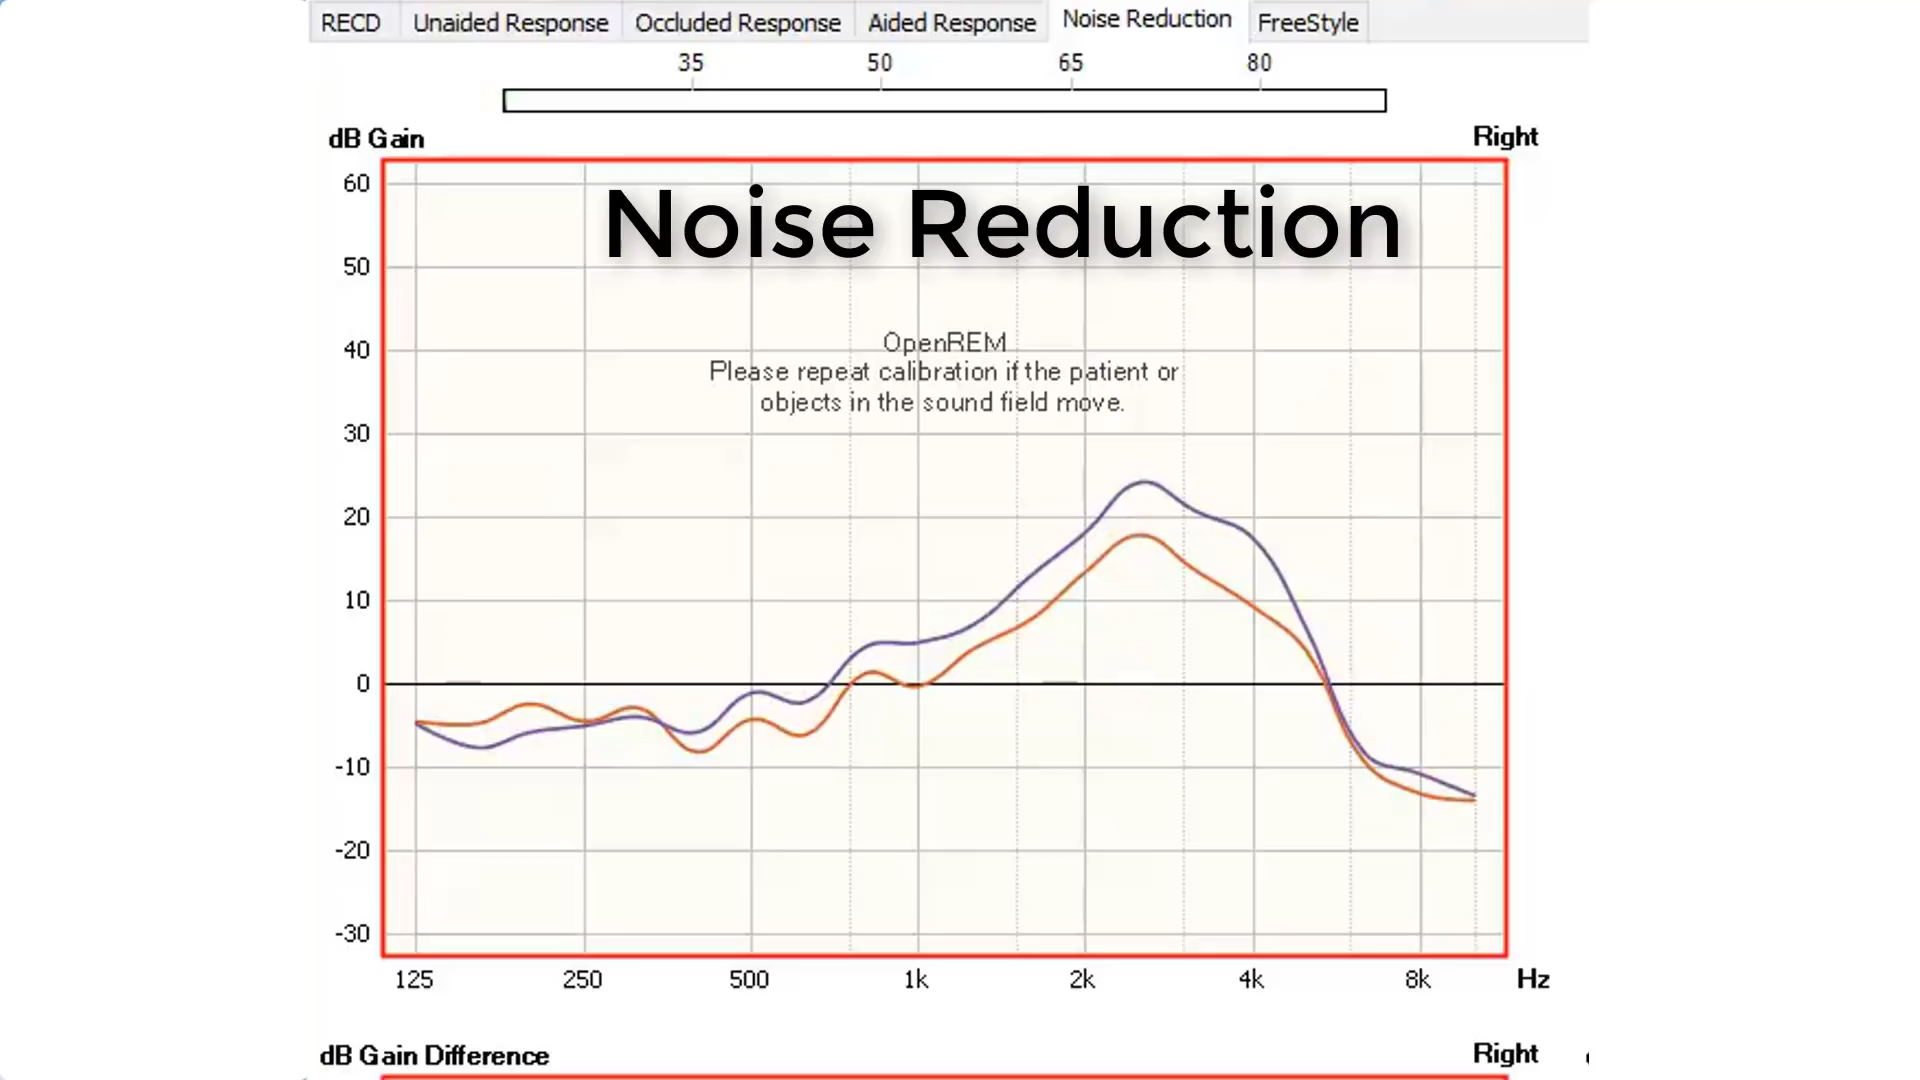 RECD Unaided Response Occluded Response Aided Response Noise Reduction FreeStyle
35 50 65 80
dB Gain Right
60
Noise Reduction
50
40
OpenREM
Please repeat calibration if the patient or
objects in the sound field move.
30
20
10
0
-10
-20
-30
125 250 500 1k 2k 4k 8k Hz
dB Gain Difference Right